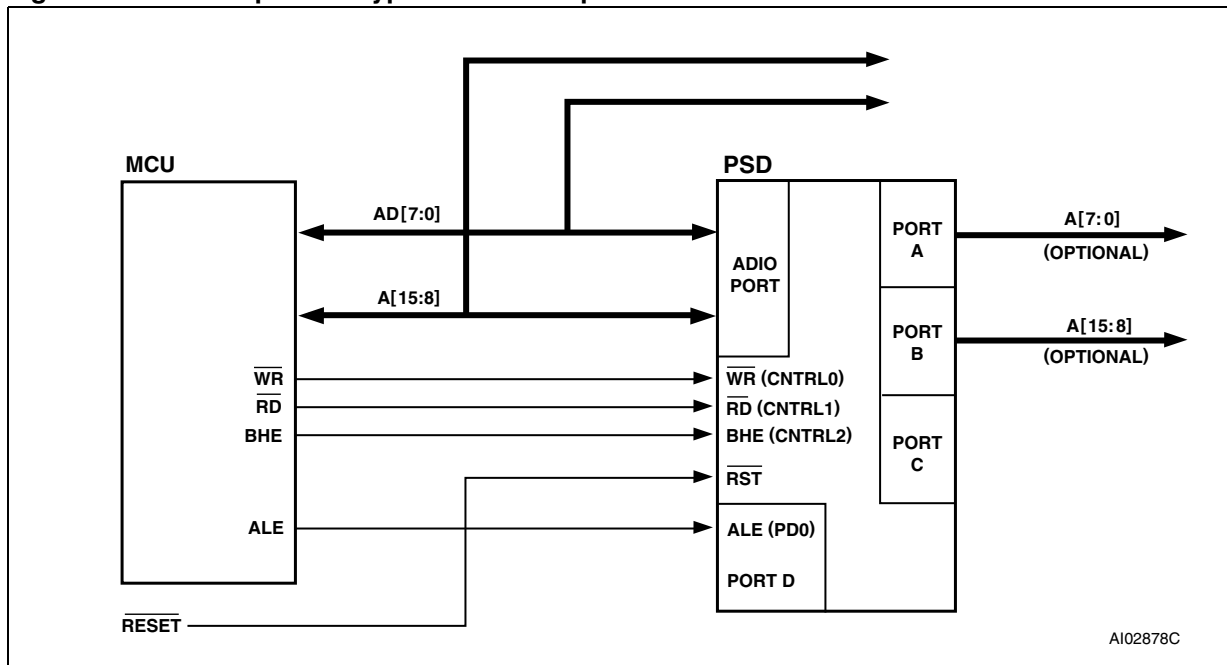 MCU
PSD
AD[7:0]
A[15:8]
ADIO
PORT
PORT
A
A[7:0]
(OPTIONAL)
PORT
B
A[15:8]
(OPTIONAL)
PORT
C
WR
RD
BHE
ALE
WR (CNTRL0)
RD (CNTRL1)
BHE (CNTRL2)
RST
ALE (PD0)
PORT D
RESET
AI02878C